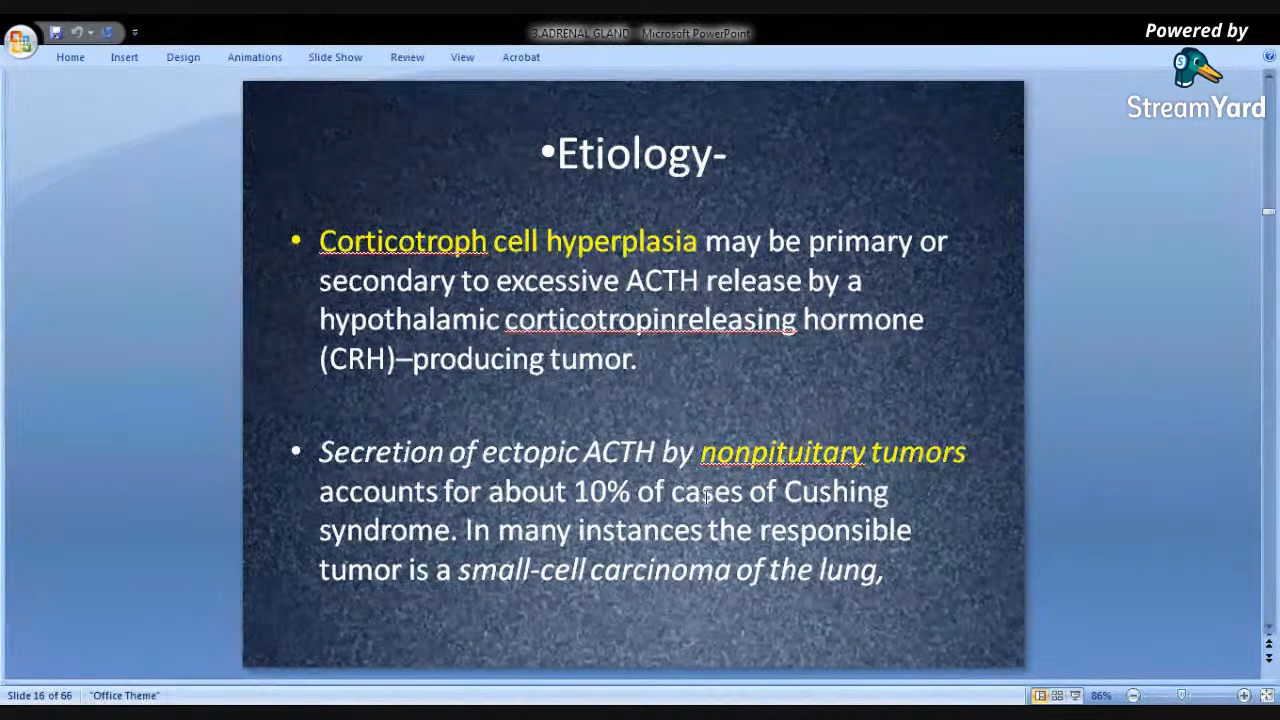 3.ADRENAL GLAND - Microsoft PowerPoint
Powered by
StreamYard
Home Insert Design Animations Slide Show Review View Acrobat
•Etiology-
• Corticotroph cell hyperplasia may be primary or
secondary to excessive ACTH release by a
hypothalamic corticotropinreleasing hormone
(CRH)–producing tumor.
• Secretion of ectopic ACTH by nonpituitary tumors
accounts for about 10% of cases of Cushing
syndrome. In many instances the responsible
tumor is a small-cell carcinoma of the lung,
Slide 16 of 66 "Office Theme" 86%